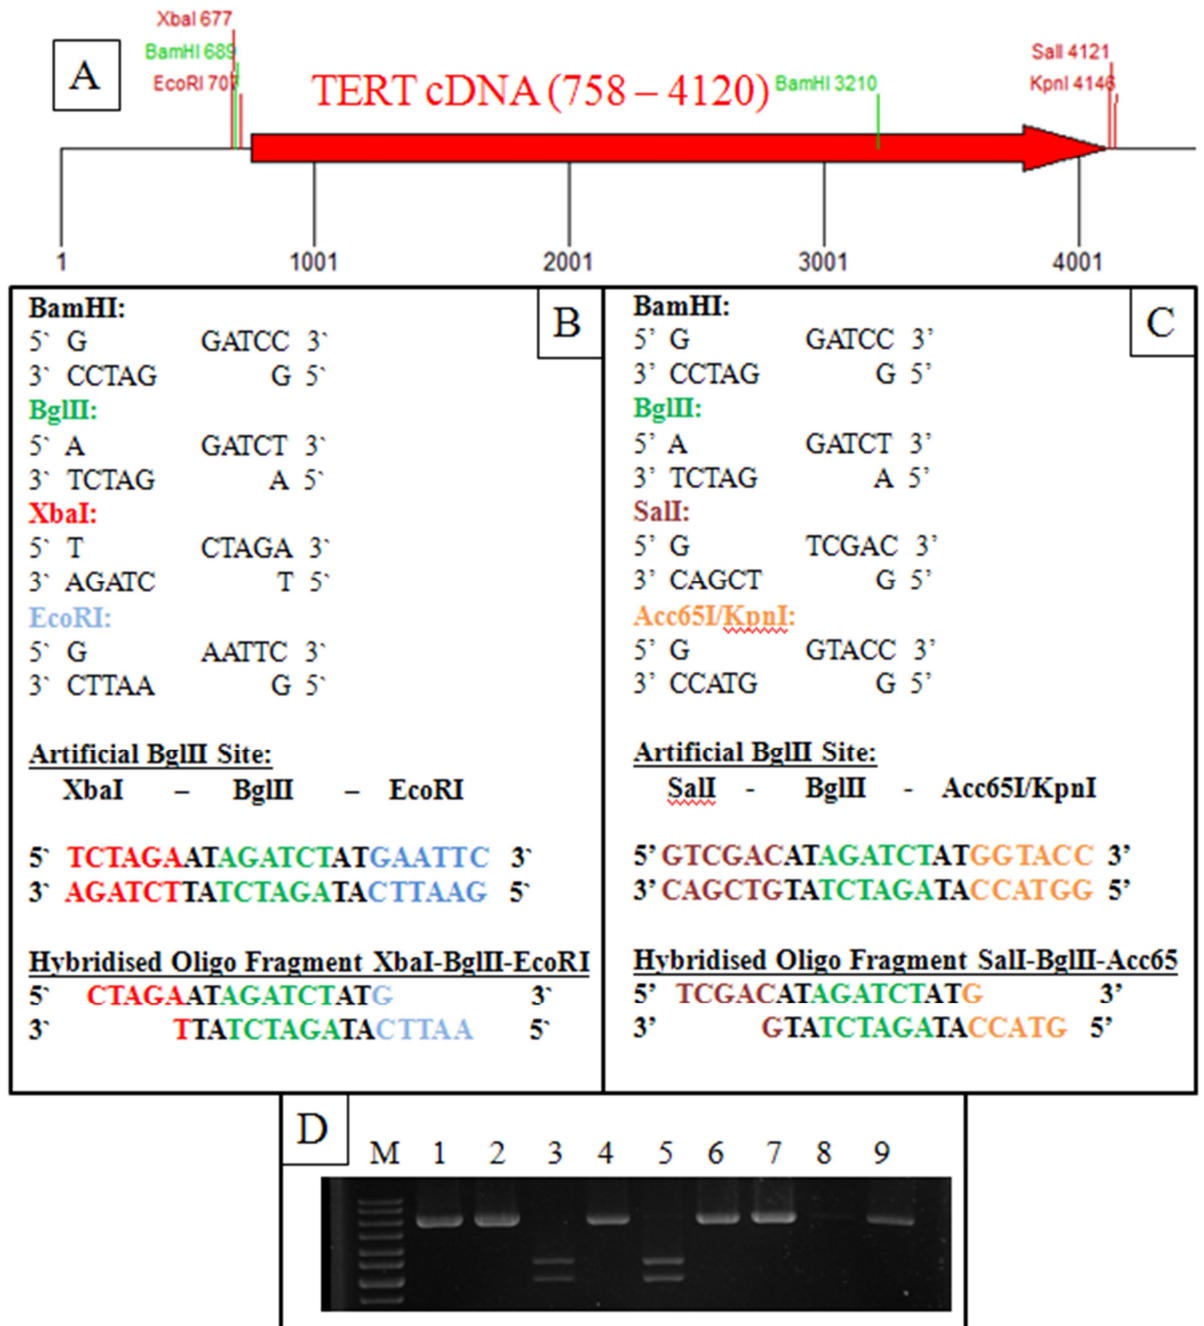 A
XbaI 677
BamHI 689
EcoRI 707
TERT cDNA (758 – 4120)
BamHI 3210
SalI 4121
KpnI 4146
1 1001 2001 3001 4001
B
BamHI:
5` G GATCC 3`
3` CCTAG G 5`
BglII:
5` A GATCT 3`
3` TCTAG A 5`
XbaI:
5` T CTAGA 3`
3` AGATC T 5`
EcoRI:
5` G AATTC 3`
3` CTTAA G 5`
Artificial BglII Site:
XbaI – BglII – EcoRI
5` TCTAGAATAGATCTATGAATTC 3`
3` AGATCTTATCTAGATACTTAAG 5`
Hybridised Oligo Fragment XbaI-BglII-EcoRI
5` CTAGAATAGATCTATG 3`
3` TTATCTAGATACTTAA 5`
C
BamHI:
5’ G GATCC 3’
3’ CCTAG G 5’
BglII:
5’ A GATCT 3’
3’ TCTAG A 5’
SalI:
5’ G TCGAC 3’
3’ CAGCT G 5’
Acc65I/KpnI:
5’ G GTACC 3’
3’ CCATG G 5’
Artificial BglII Site:
SalI - BglII - Acc65I/KpnI
5’ GTCGACATAGATCTATGGTACC 3’
3’ CAGCTGTATCTAGATACCATGG 5’
Hybridised Oligo Fragment SalI-BglII-Acc65
5’ TCGACATAGATCTATG 3’
3’ GTATCTAGATACCATG 5’
D
M 1 2 3 4 5 6 7 8 9